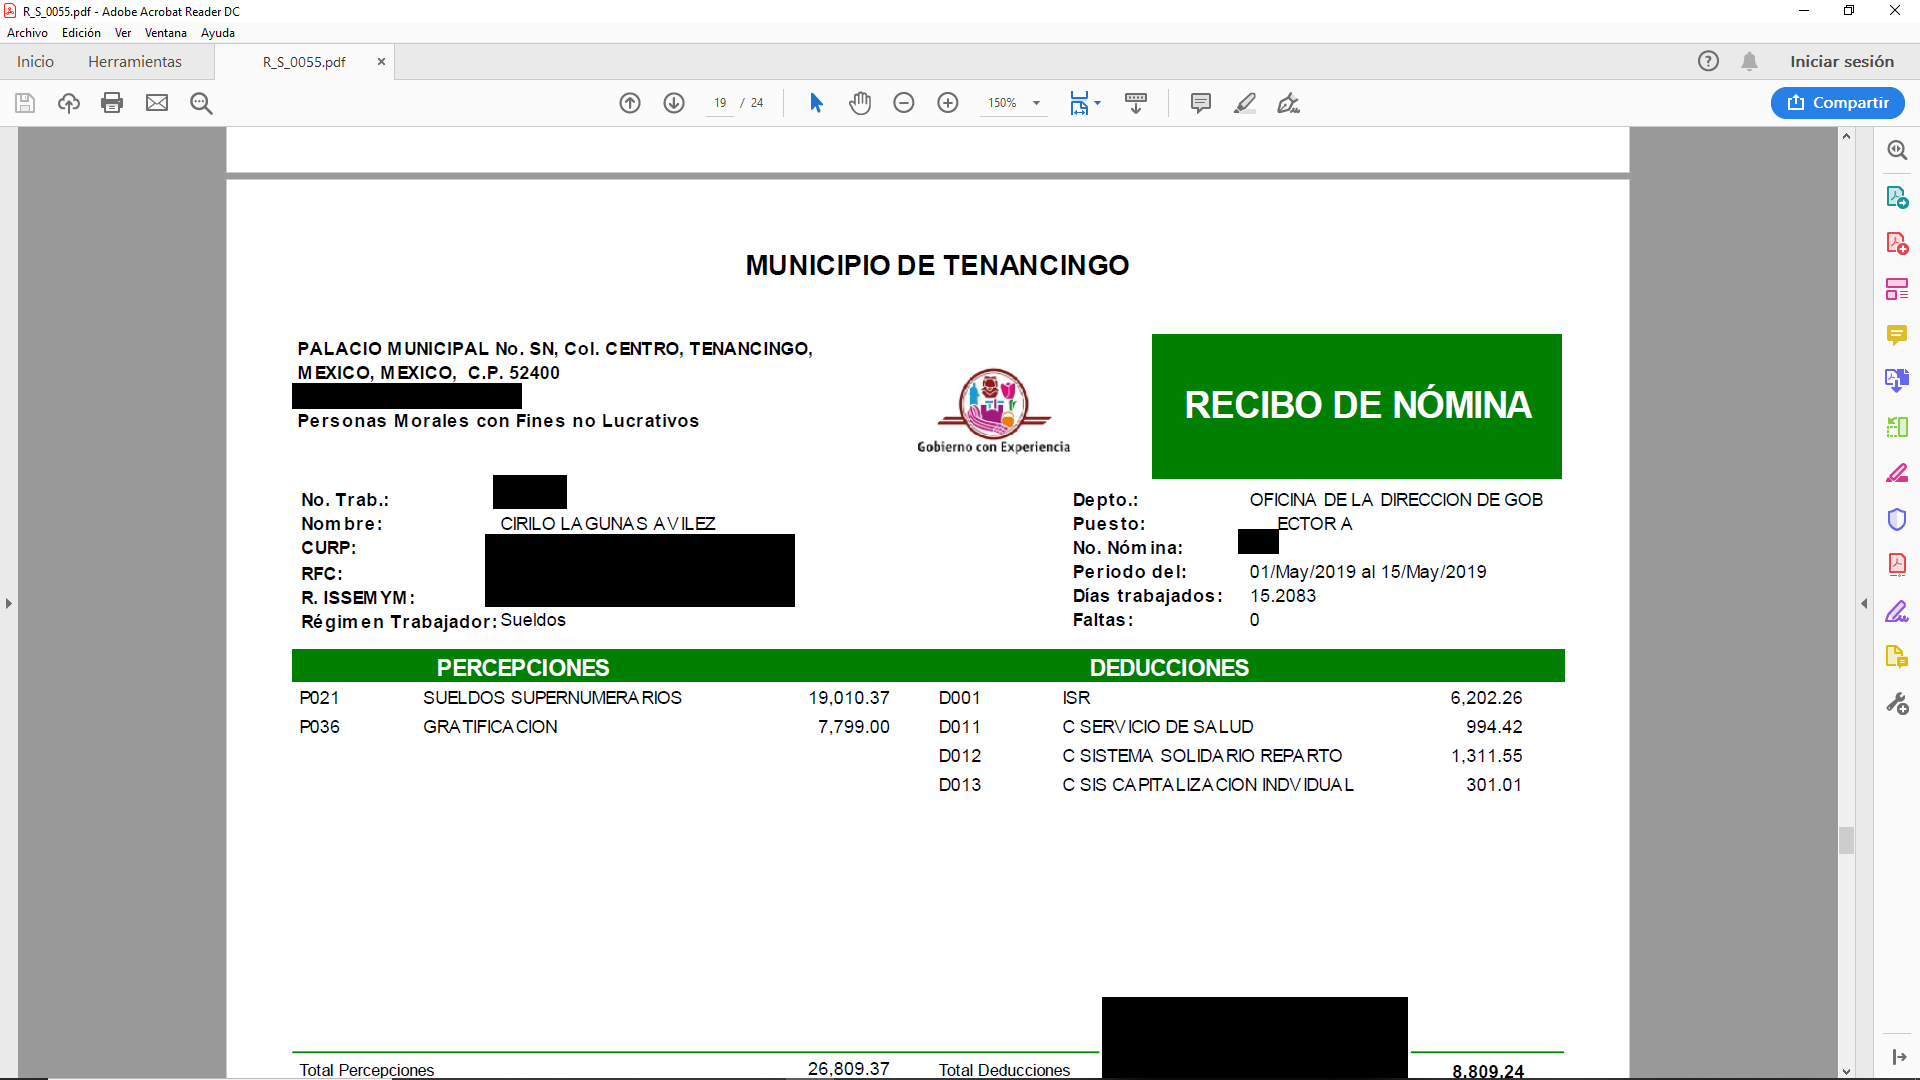 R_S_0055.pdf - Adobe Acrobat Reader DC
Archivo Edición Ver Ventana Ayuda
Inicio Herramientas R_S_0055.pdf × Iniciar sesión
19 / 24 150% Compartir
MUNICIPIO DE TENANCINGO
PALACIO MUNICIPAL No. SN, Col. CENTRO, TENANCINGO,
MEXICO, MEXICO, C.P. 52400
Personas Morales con Fines no Lucrativos
Gobierno con Experiencia
RECIBO DE NÓMINA
No. Trab.:
Nombre: CIRILO LAGUNAS AVILEZ
CURP:
RFC:
R. ISSEMYM:
Régimen Trabajador: Sueldos
Depto.: OFICINA DE LA DIRECCION DE GOB
Puesto: ECTOR A
No. Nómina:
Periodo del: 01/May/2019 al 15/May/2019
Días trabajados: 15.2083
Faltas: 0
PERCEPCIONES DEDUCCIONES
P021 SUELDOS SUPERNUMERARIOS 19,010.37 D001 ISR 6,202.26
P036 GRATIFICACION 7,799.00 D011 C SERVICIO DE SALUD 994.42
D012 C SISTEMA SOLIDARIO REPARTO 1,311.55
D013 C SIS CAPITALIZACION INDVIDUAL 301.01
Total Percepciones 26,809.37 Total Deducciones 8,809.24